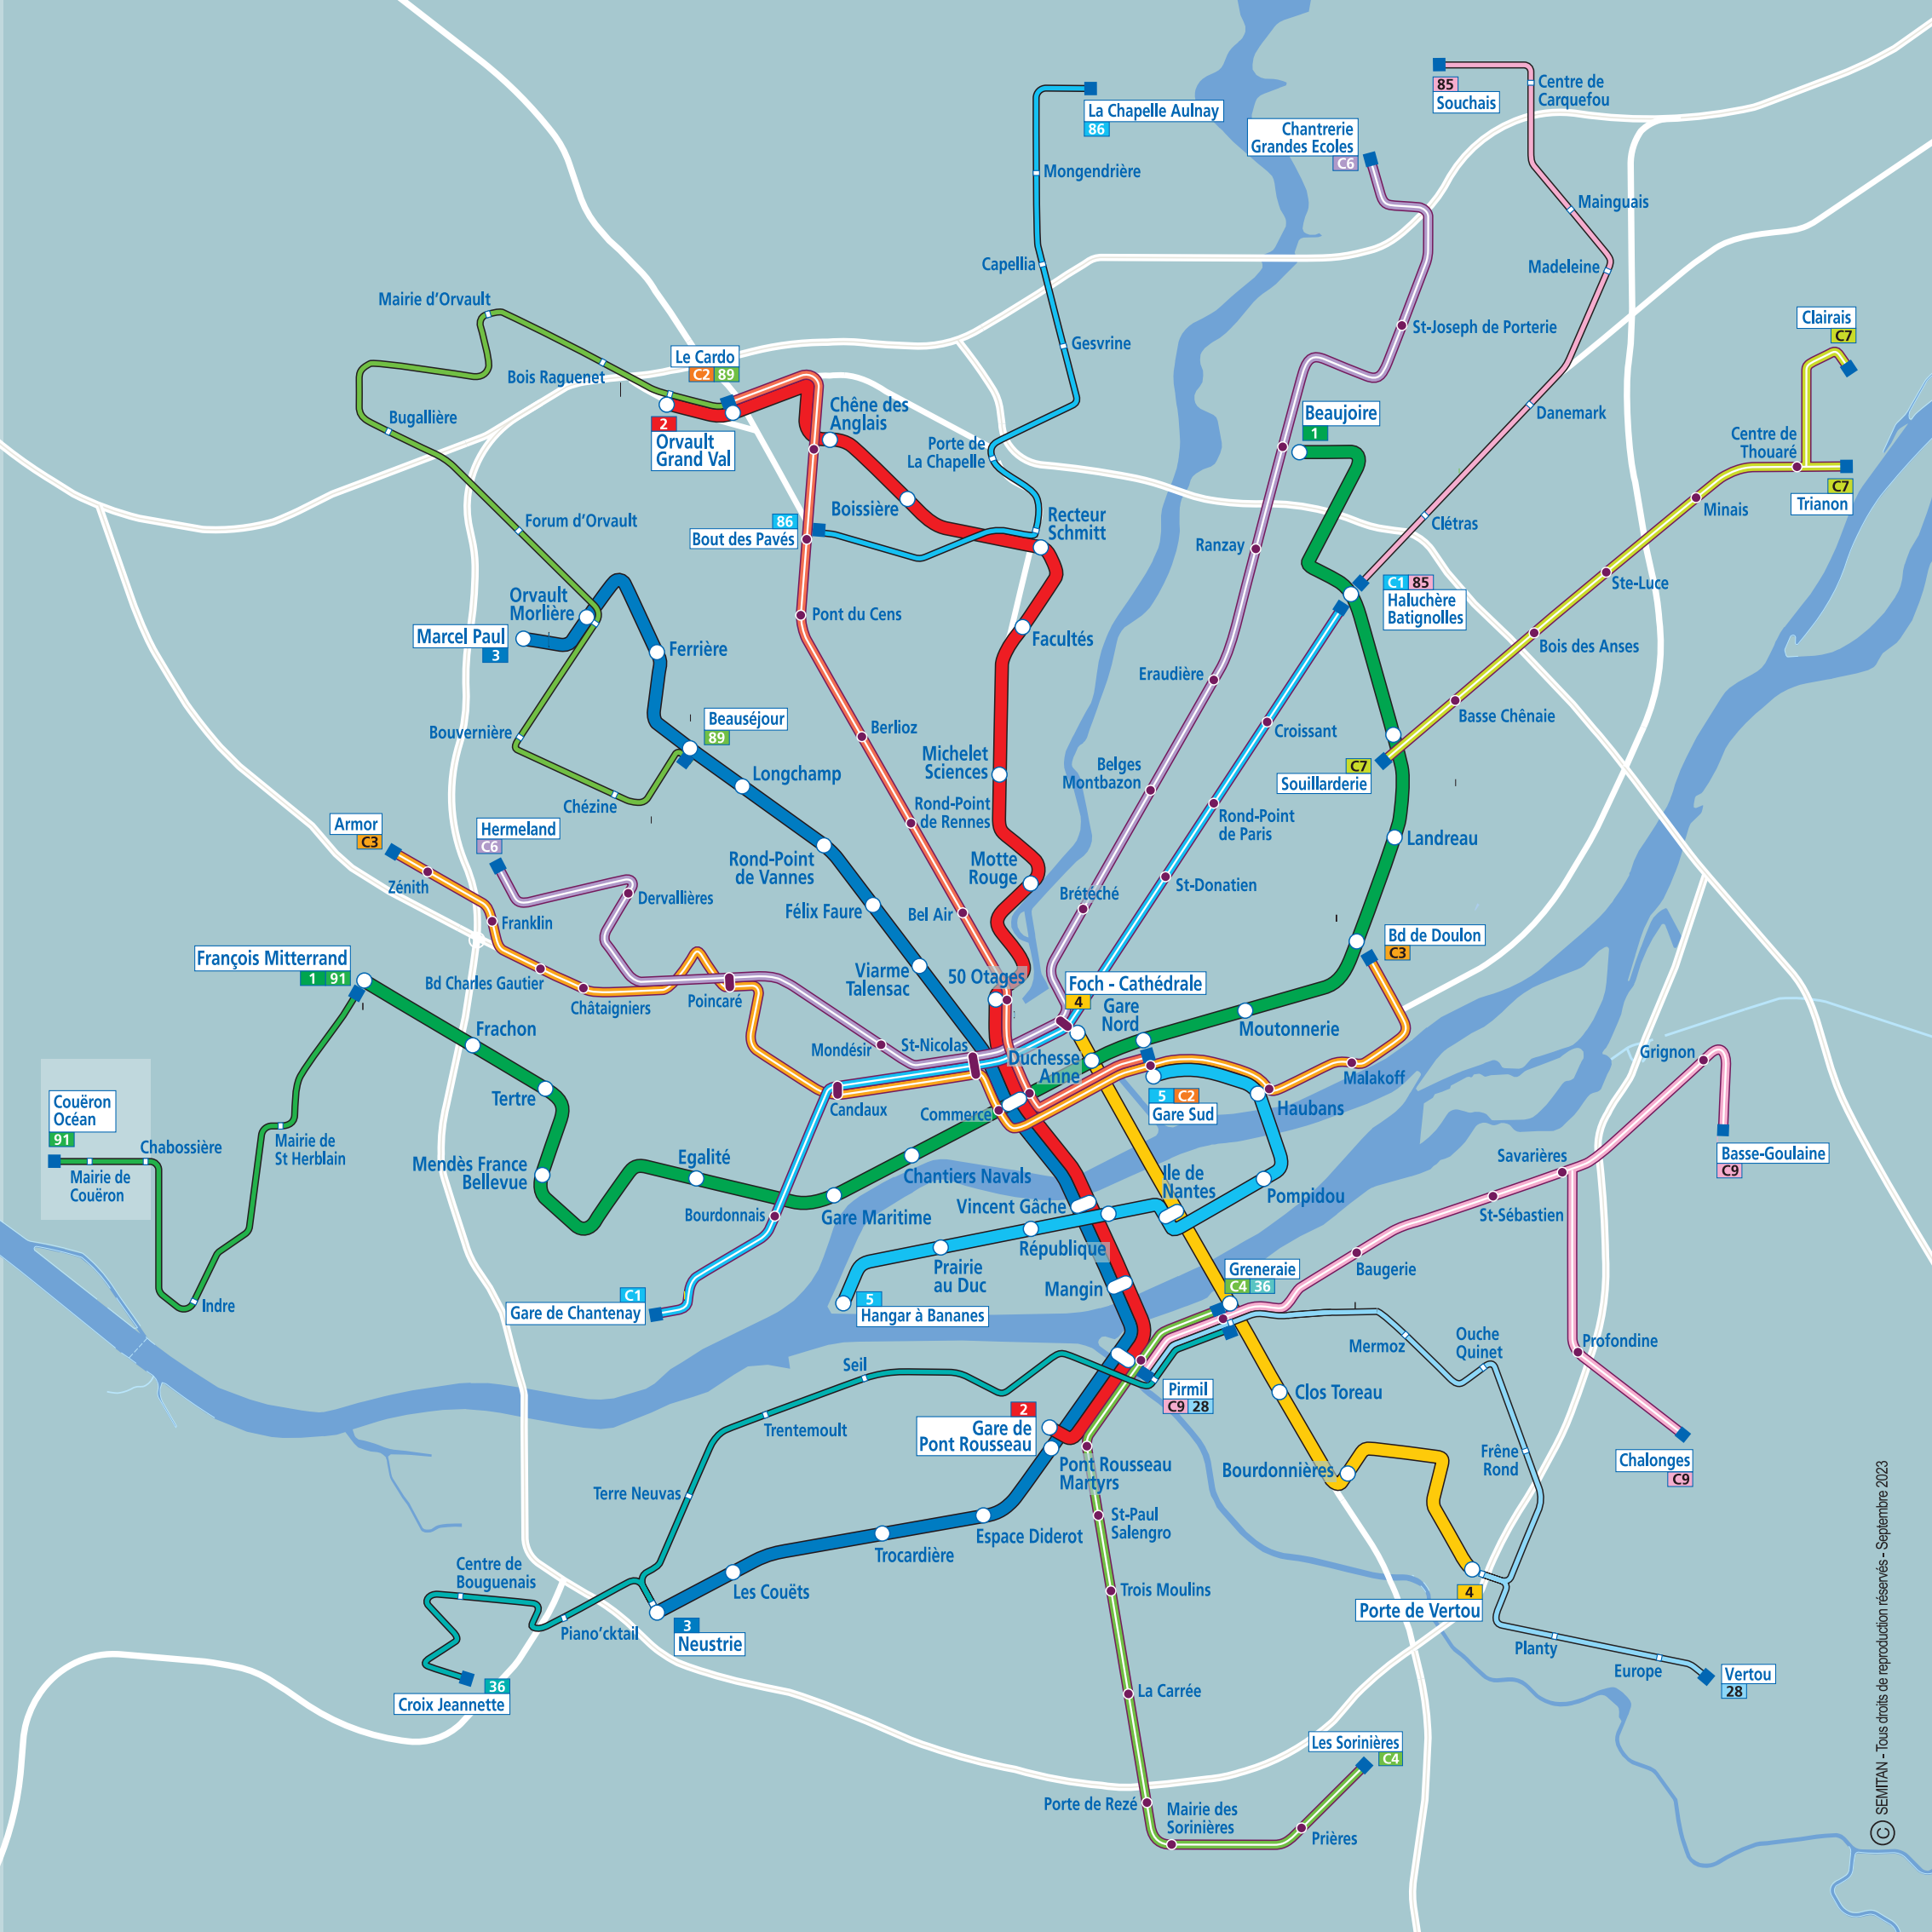 85
Souchais
Centre de
Carquefou
La Chapelle Aulnay
86
Chantrerie
Grandes Ecoles
C6
Mongendrière
Mainguais
Capellia
Madeleine
Mairie d'Orvault
St-Joseph de Porterie
Clairais
C7
Gesvrine
Le Cardo
C2 89
Bois Raguenet
Chêne des
Anglais
Beaujoire
1
Danemark
Bugallière
2
Orvault
Grand Val
Porte de
La Chapelle
Centre de
Thouaré
C7
Trianon
Boissière
Minais
Forum d'Orvault
86
Bout des Pavés
Recteur
Schmitt
Clétras
Ranzay
C1 85
Haluchère
Batignolles
Ste-Luce
Orvault
Morlière
Pont du Cens
Marcel Paul
3
Ferrière
Facultés
Bois des Anses
Eraudière
Beauséjour
89
Basse Chênaie
Bouvernière
Berlioz
Croissant
Michelet
Sciences
Belges
Montbazon
C7
Souillarderie
Longchamp
Chézine
Rond-Point
de Rennes
Rond-Point
de Paris
Armor
C3
Hermeland
C6
Landreau
Rond-Point
de Vannes
Motte
Rouge
Zénith
Dervallières
Brétéché
St-Donatien
Félix Faure
Bel Air
Franklin
Bd de Doulon
C3
François Mitterrand
1 91
Viarme
Talensac
50 Otages
Foch - Cathédrale
4
Bd Charles Gautier
Châtaigniers
Poincaré
Gare
Nord
Moutonnerie
Frachon
Mondésir
St-Nicolas
Duchesse
Anne
Grignon
Malakoff
Tertre
Canclaux
Commerce
5 C2
Gare Sud
Haubans
Couëron
Océan
91
Chabossière
Mairie de
St Herblain
Mairie de
Couëron
Mendès France
Bellevue
Egalité
Chantiers Navals
Ile de
Nantes
Pompidou
Savarières
Basse-Goulaine
C9
Bourdonnais
Gare Maritime
Vincent Gâche
St-Sébastien
République
Prairie
au Duc
Mangin
Greneraie
C4 36
Baugerie
Indre
C1
Gare de Chantenay
5
Hangar à Bananes
Mermoz
Ouche
Quinet
Profondine
Seil
Pirmil
C9 28
Clos Toreau
Trentemoult
2
Gare de
Pont Rousseau
Pont Rousseau
Martyrs
Bourdonnières
Frêne
Rond
Chalonges
C9
Terre Neuvas
St-Paul
Salengro
Espace Diderot
Trocardière
Centre de
Bouguenais
Les Couëts
Trois Moulins
4
Porte de Vertou
Piano'cktail
3
Neustrie
Planty
Europe
Vertou
28
36
Croix Jeannette
La Carrée
Les Sorinières
C4
Porte de Rezé
Mairie des
Sorinières
Prières
© SEMITAN - Tous droits de reproduction réservés - Septembre 2023